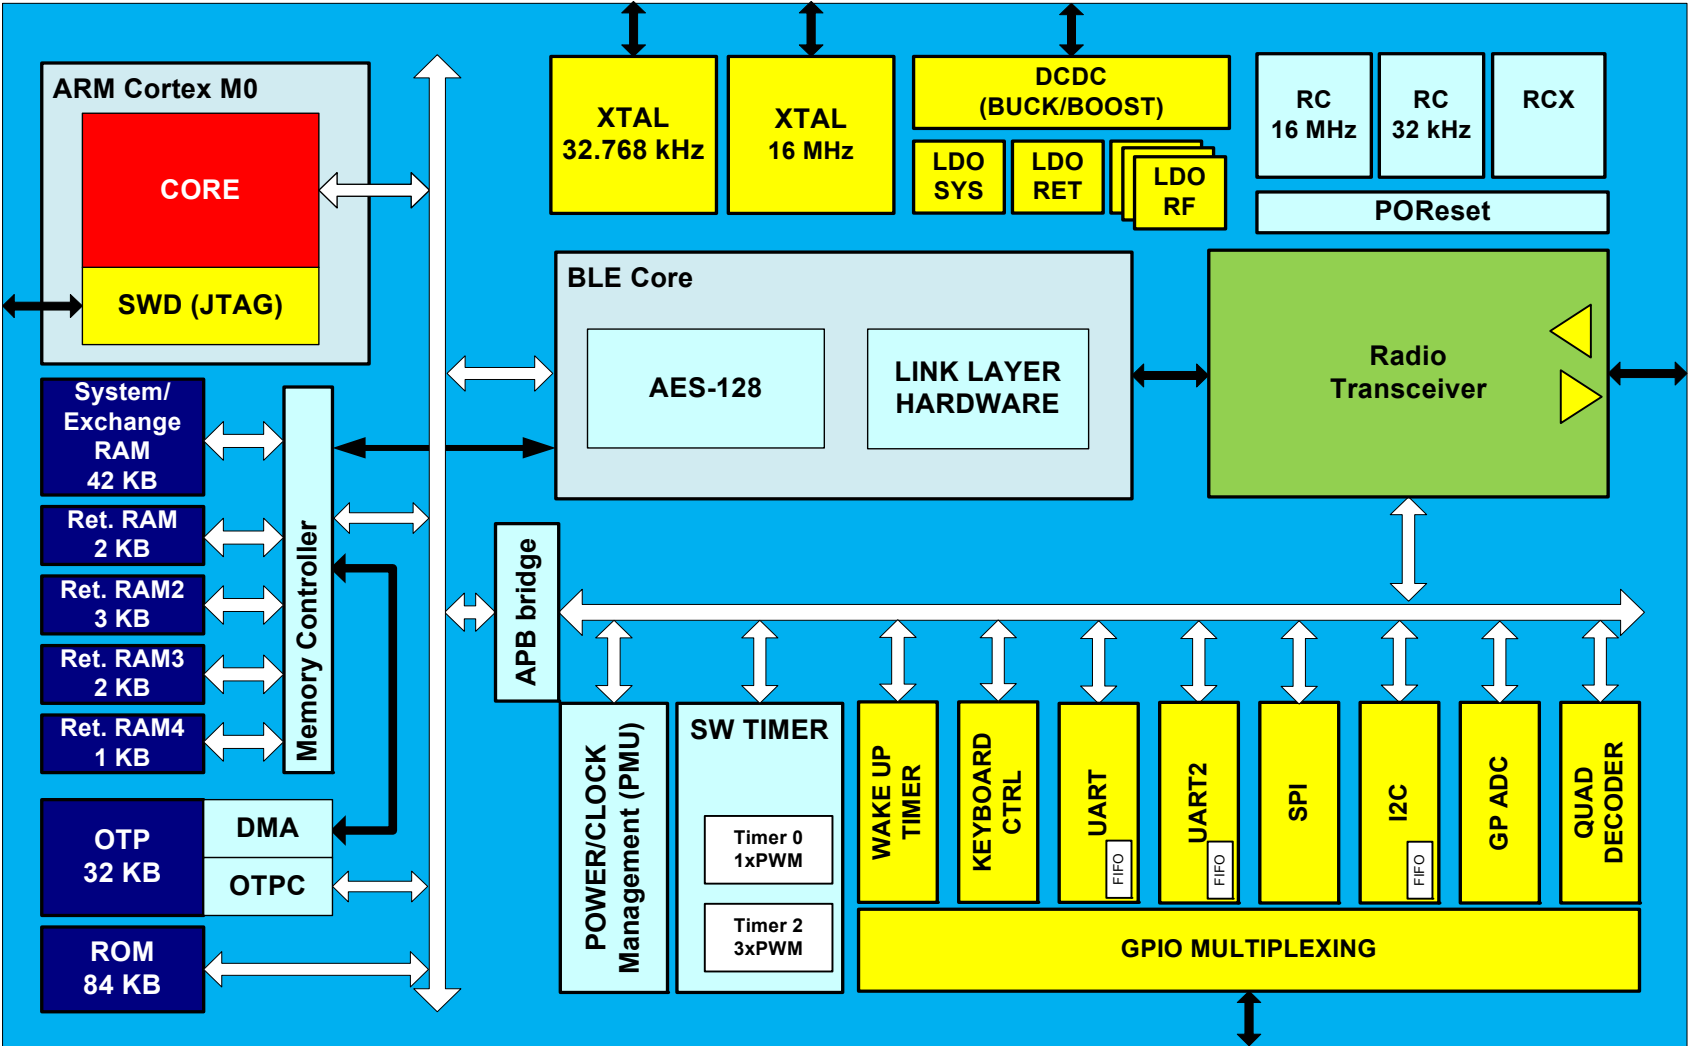 ARM Cortex M0
CORE
SWD (JTAG)
XTAL
32.768 kHz
XTAL
16 MHz
DCDC
(BUCK/BOOST)
LDO
SYS
LDO
RET
LDO
RF
RC
16 MHz
RC
32 kHz
RCX
POReset
BLE Core
AES-128
LINK LAYER
HARDWARE
Radio
Transceiver
System/
Exchange
RAM
42 KB
Ret. RAM
2 KB
Ret. RAM2
3 KB
Ret. RAM3
2 KB
Ret. RAM4
1 KB
Memory Controller
OTP
32 KB
DMA
OTPC
ROM
84 KB
APB bridge
POWER/CLOCK
Management (PMU)
SW TIMER
Timer 0
1xPWM
Timer 2
3xPWM
WAKE UP
TIMER
KEYBOARD
CTRL
UART
FIFO
UART2
FIFO
SPI
I2C
FIFO
GP ADC
QUAD
DECODER
GPIO MULTIPLEXING